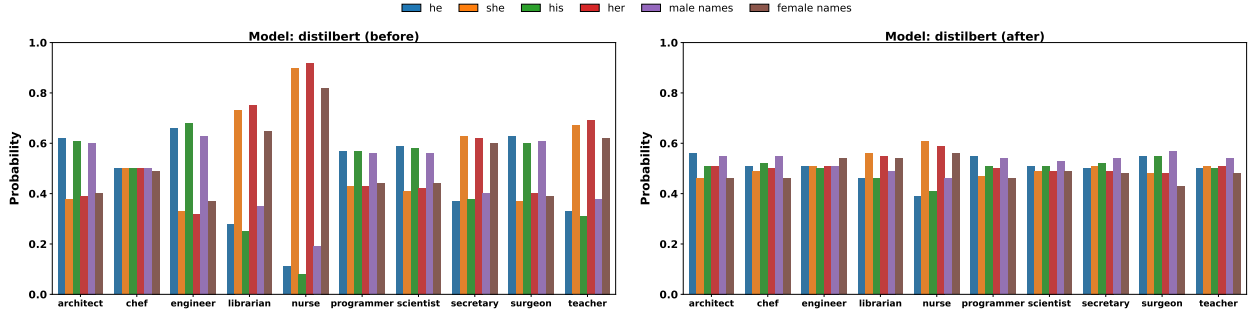 he she his her male names female names
Model: distilbert (before)
Probability
1.0
0.8
0.6
0.4
0.2
0.0
architect chef engineer librarian nurse programmer scientist secretary surgeon teacher
Model: distilbert (after)
Probability
1.0
0.8
0.6
0.4
0.2
0.0
architect chef engineer librarian nurse programmer scientist secretary surgeon teacher